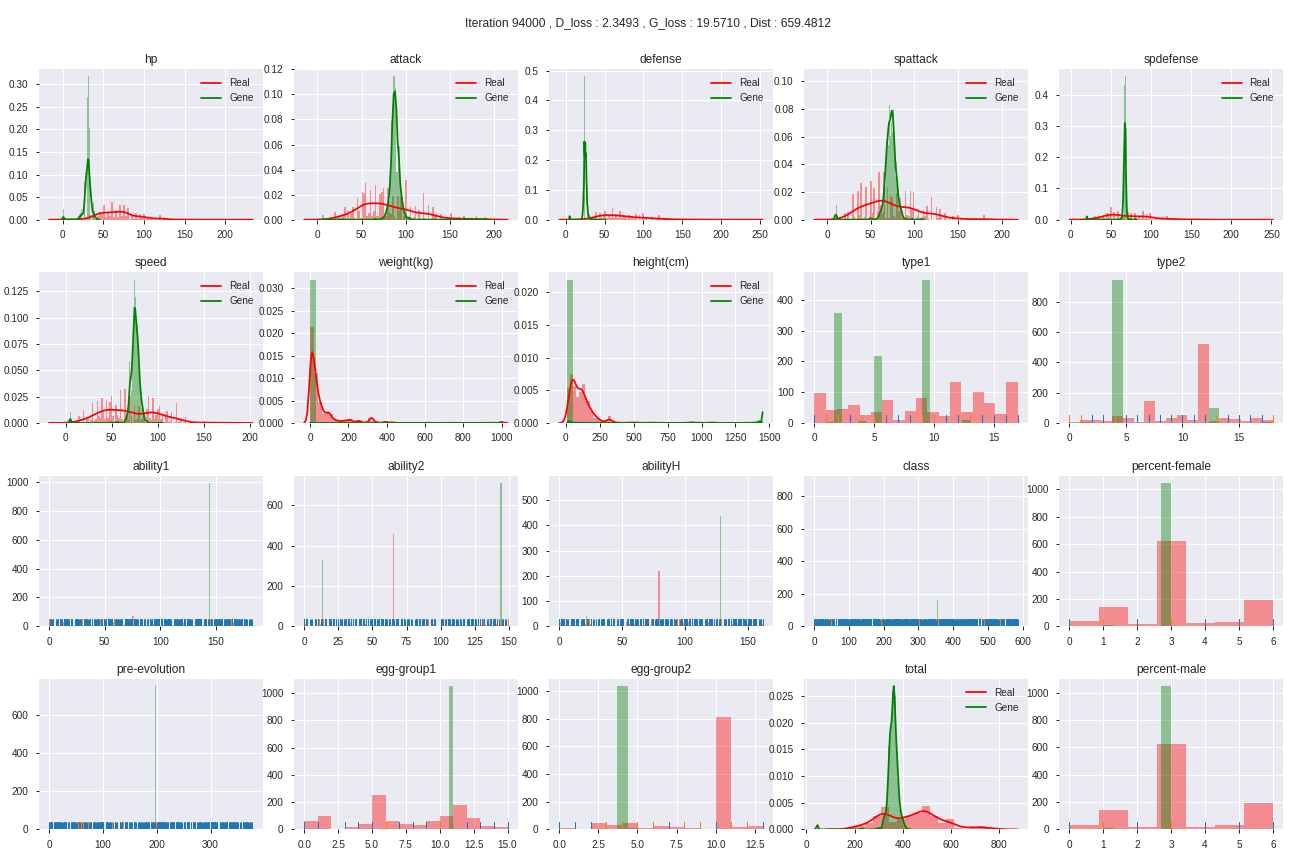 Iteration 94000 , D_loss : 2.3493 , G_loss : 19.5710 , Dist : 659.4812
hp
Real
Gene
0.30
0.25
0.20
0.15
0.10
0.05
0.00
0 50 100 150 200
attack
Real
Gene
0.12
0.10
0.08
0.06
0.04
0.02
0.00
0 50 100 150 200
defense
Real
Gene
0.5
0.4
0.3
0.2
0.1
0.0
0 50 100 150 200 250
spattack
Real
Gene
0.10
0.08
0.06
0.04
0.02
0.00
0 50 100 150 200
spdefense
Real
Gene
0.4
0.3
0.2
0.1
0.0
0 50 100 150 200 250
speed
Real
Gene
0.125
0.100
0.075
0.050
0.025
0.000
0 50 100 150 200
weight(kg)
Real
Gene
0.030
0.025
0.020
0.015
0.010
0.005
0.000
0 200 400 600 800 1000
height(cm)
Real
Gene
0.020
0.015
0.010
0.005
0.000
0 250 500 750 1000 1250 1500
type1
400
300
200
100
0
0 5 10 15
type2
800
600
400
200
0
0 5 10 15
ability1
1000
800
600
400
200
0
0 50 100 150
ability2
600
400
200
0
0 25 50 75 100 125 150
abilityH
500
400
300
200
100
0
0 50 100 150
class
800
600
400
200
0
0 100 200 300 400 500 600
percent-female
1000
800
600
400
200
0
0 1 2 3 4 5 6
pre-evolution
600
400
200
0
0 100 200 300
egg-group1
1000
800
600
400
200
0
0.0 2.5 5.0 7.5 10.0 12.5 15.0
egg-group2
1000
800
600
400
200
0
0.0 2.5 5.0 7.5 10.0 12.5
total
Real
Gene
0.025
0.020
0.015
0.010
0.005
0.000
0 200 400 600 800
percent-male
1000
800
600
400
200
0
0 1 2 3 4 5 6